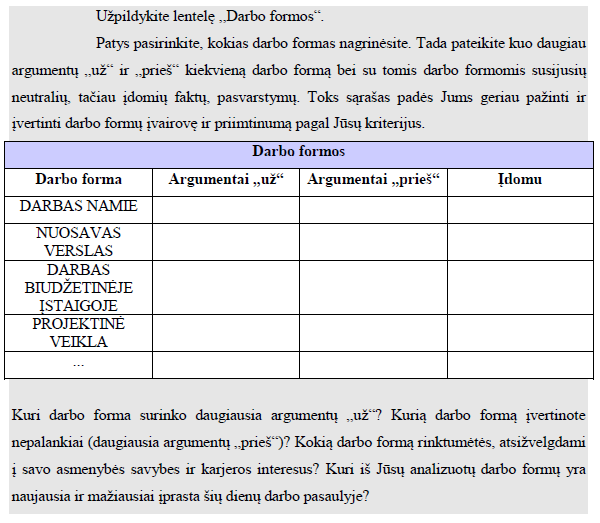 Užpildykite lentelę ,,Darbo formos“.
Patys pasirinkite, kokias darbo formas nagrinėsite. Tada pateikite kuo daugiau
argumentų ,,už“ ir ,,prieš“ kiekvieną darbo formą bei su tomis darbo formomis susijusių
neutralių, tačiau įdomių faktų, pasvarstymų. Toks sąrašas padės Jums geriau pažinti ir
įvertinti darbo formų įvairovę ir priimtinumą pagal Jūsų kriterijus.
Darbo formos
Darbo forma Argumentai ,,už“ Argumentai ,,prieš“ Įdomu
DARBAS NAMIE
NUOSAVAS
VERSLAS
DARBAS
BIUDŽETINĖJE
ĮSTAIGOJE
PROJEKTINĖ
VEIKLA
...
Kuri darbo forma surinko daugiausia argumentų ,,už“? Kurią darbo formą įvertinote
nepalankiai (daugiausia argumentų ,,prieš“)? Kokią darbo formą rinktumėtės, atsižvelgdami
į savo asmenybės savybes ir karjeros interesus? Kuri iš Jūsų analizuotų darbo formų yra
naujausia ir mažiausiai įprasta šių dienų darbo pasaulyje?